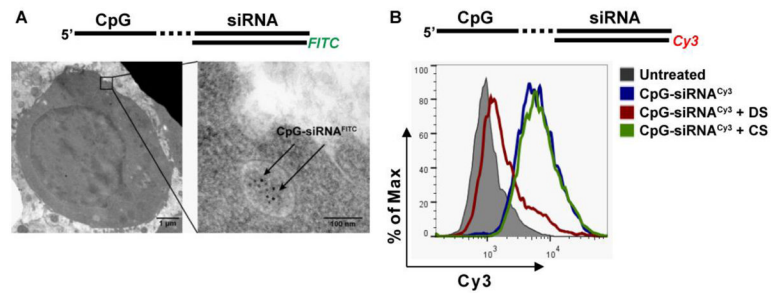 A
CpG siRNA
5'
FITC
CpG-siRNAFITC
1 μm
100 nm
B
CpG siRNA
5'
Cy3
Untreated
CpG-siRNACy3
CpG-siRNACy3 + DS
CpG-siRNACy3 + CS
100
80
60
40
20
0
% of Max
10³ 10⁴
Cy3